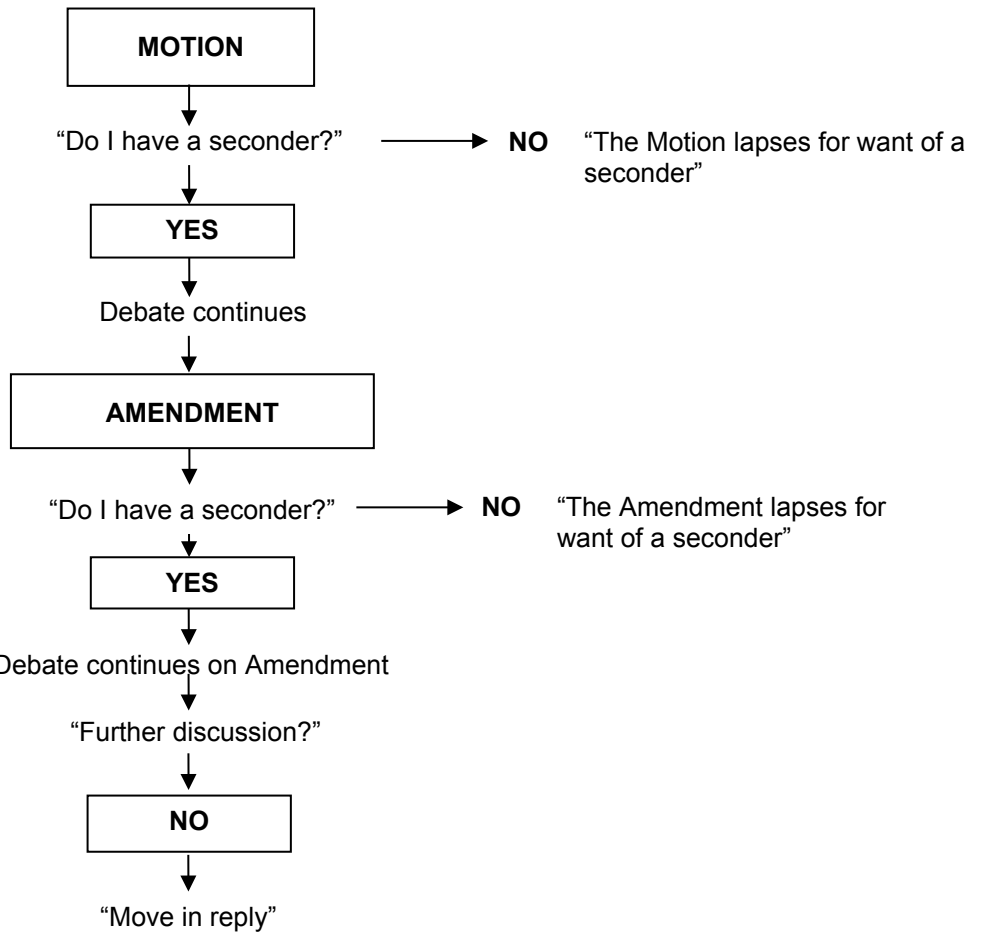 MOTION
“Do I have a seconder?”
NO
“The Motion lapses for want of a
seconder”
YES
Debate continues
AMENDMENT
“Do I have a seconder?”
NO
“The Amendment lapses for
want of a seconder”
YES
Debate continues on Amendment
“Further discussion?”
NO
“Move in reply”